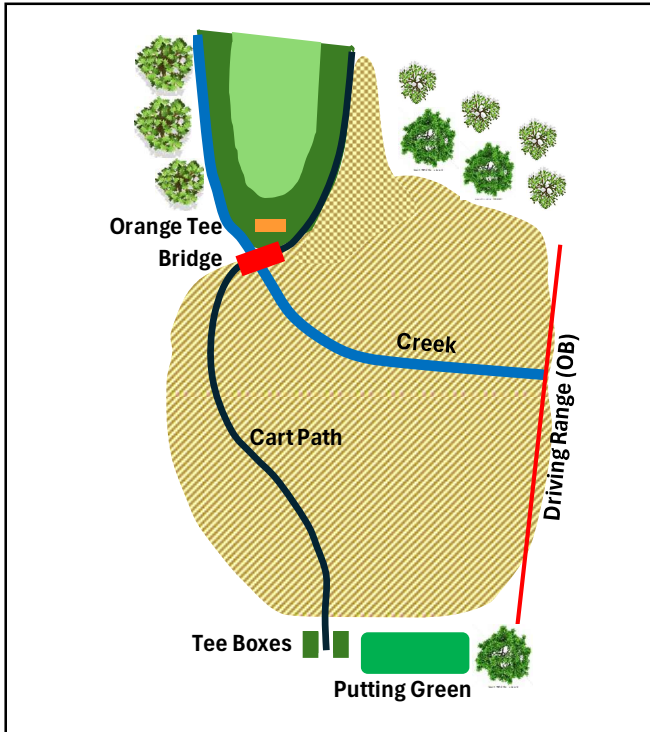 Orange Tee
Bridge
Creek
Driving Range (OB)
Cart Path
Tee Boxes
Putting Green